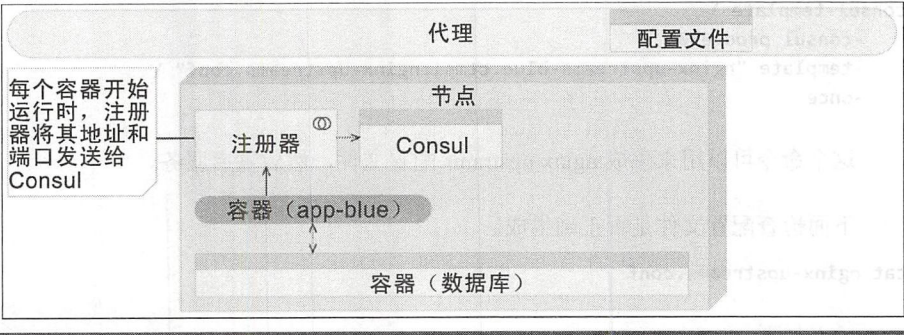 代理
配置文件
每个容器开始
运行时，注册
器将其地址和
端口发送给
Consul
节点
注册器
Consul
容器（app-blue）
容器（数据库）